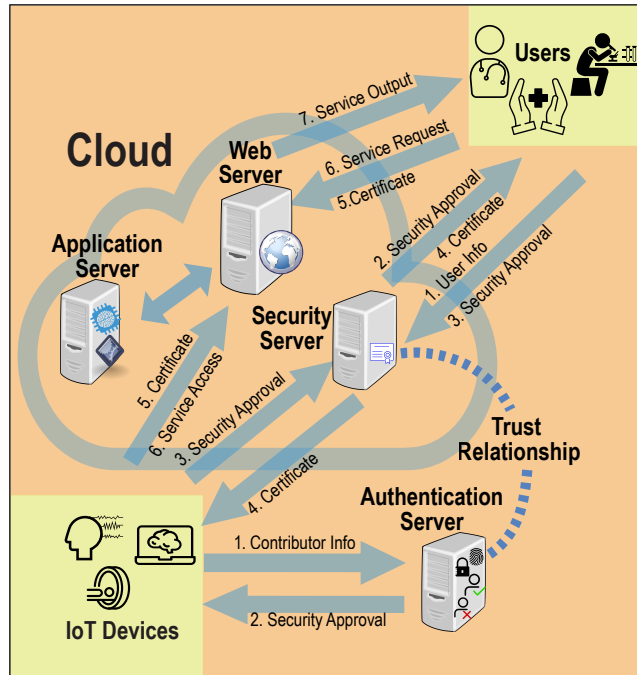 Users
7. Service Output
Cloud
Web
Server
6. Service Request
5.Certificate
2. Security Approval
4. Certificate
1. User Info
3. Security Approval
Application
Server
Security
Server
5. Certificate
6. Service Access
3. Security Approval
4. Certificate
Trust
Relationship
Authentication
Server
1. Contributor Info
2. Security Approval
IoT Devices